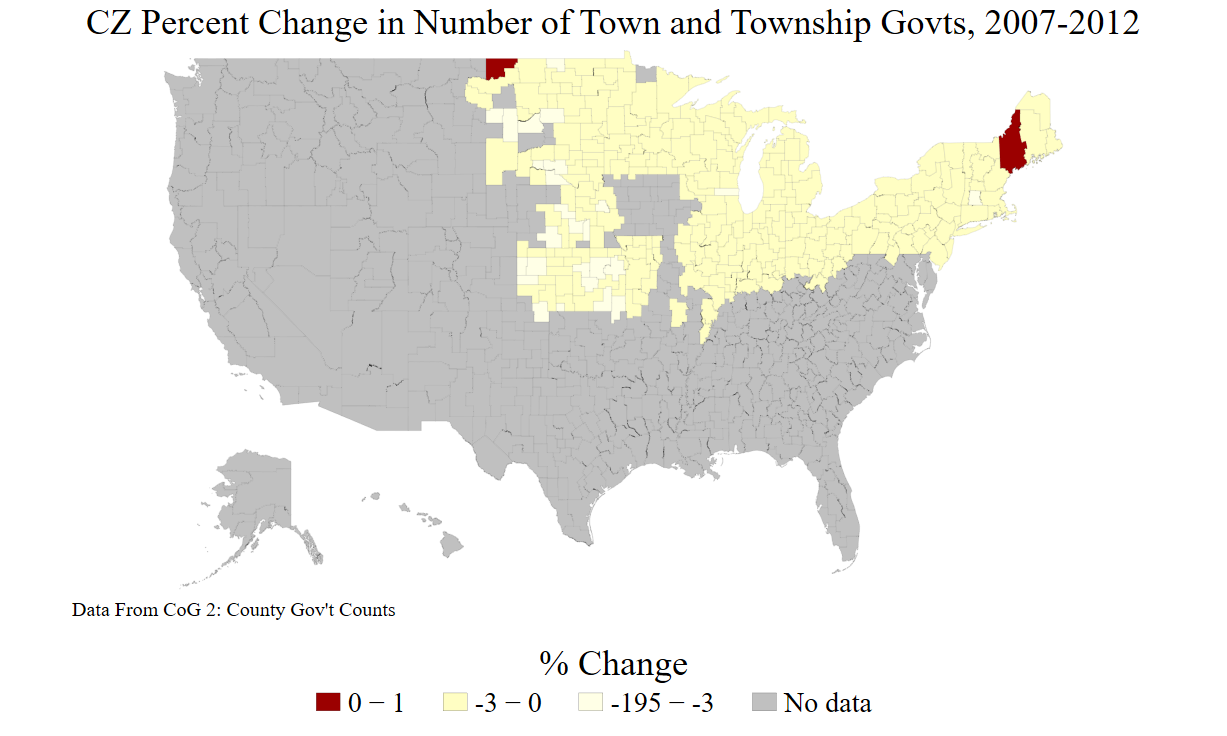 CZ Percent Change in Number of Town and Township Govts, 2007-2012
Data From CoG 2: County Gov't Counts
% Change
0 − 1
-3 − 0
-195 − -3
No data